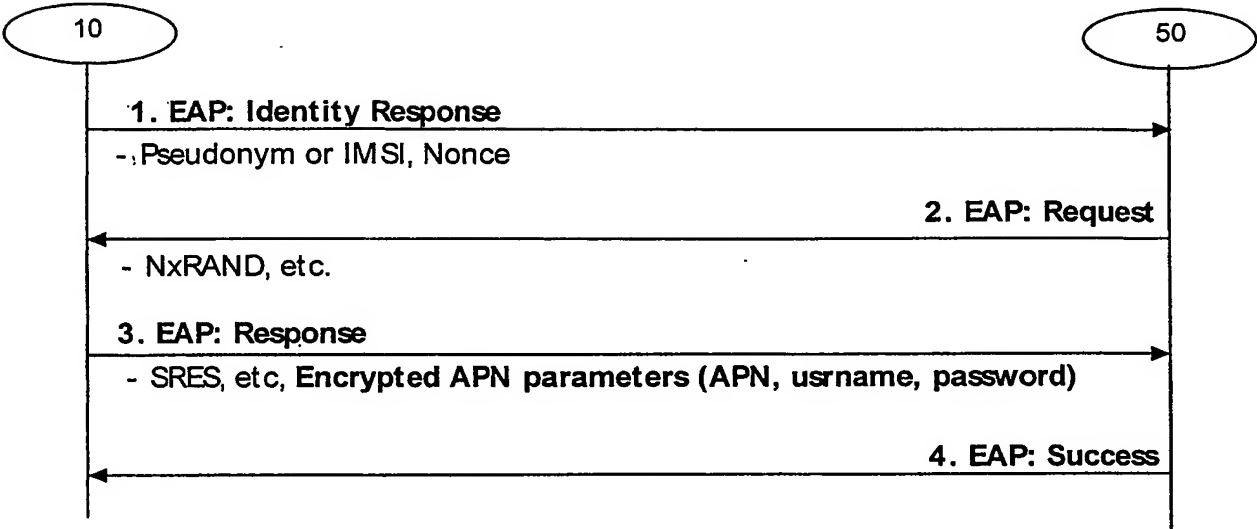 10
50
1. EAP: Identity Response
- Pseudonym or IMSI, Nonce
2. EAP: Request
- NxRAND, etc.
3. EAP: Response
- SRES, etc, Encrypted APN parameters (APN, usrname, password)
4. EAP: Success